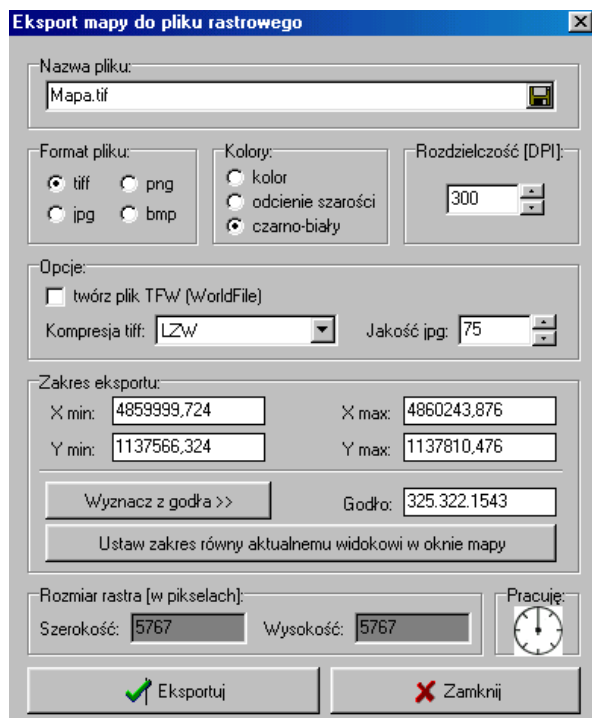 Eksport mapy do pliku rastrowego
Nazwa pliku:
Mapa.tif
Format pliku:
tiff
png
jpg
bmp
Kolory:
kolor
odcienie szarości
czarno-biały
Rozdzielczość [DPI]:
300
Opcje:
twórz plik TFW (WorldFile)
Kompresja tiff: LZW
Jakość jpg: 75
Zakres eksportu:
X min: 4859999,724
X max: 4860243,876
Y min: 1137566,324
Y max: 1137810,476
Wyznacz z godła >>
Godło: 325.322.1543
Ustaw zakres równy aktualnemu widokowi w oknie mapy
Rozmiar rastra [w pikselach]:
Szerokość: 5767
Wysokość: 5767
Pracuję:
Eksportuj
Zamknij